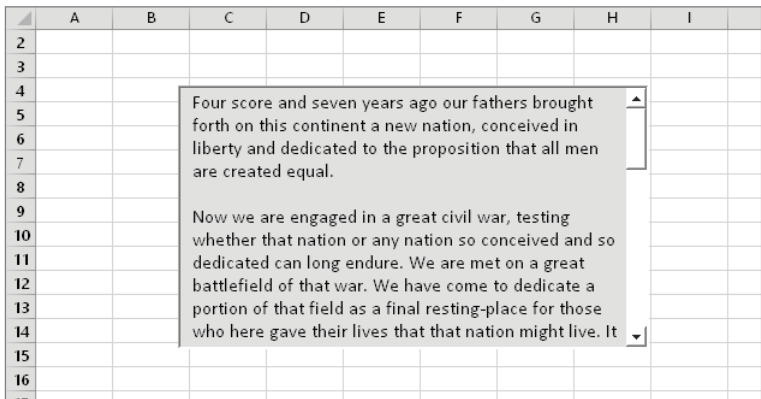 A B C D E F G H I
2
3
4
Four score and seven years ago our fathers brought
5
forth on this continent a new nation, conceived in
6
liberty and dedicated to the proposition that all men
7
are created equal.
8
9
Now we are engaged in a great civil war, testing
10
whether that nation or any nation so conceived and so
11
dedicated can long endure. We are met on a great
12
battlefield of that war. We have come to dedicate a
13
portion of that field as a final resting-place for those
14
who here gave their lives that that nation might live. It
15
16